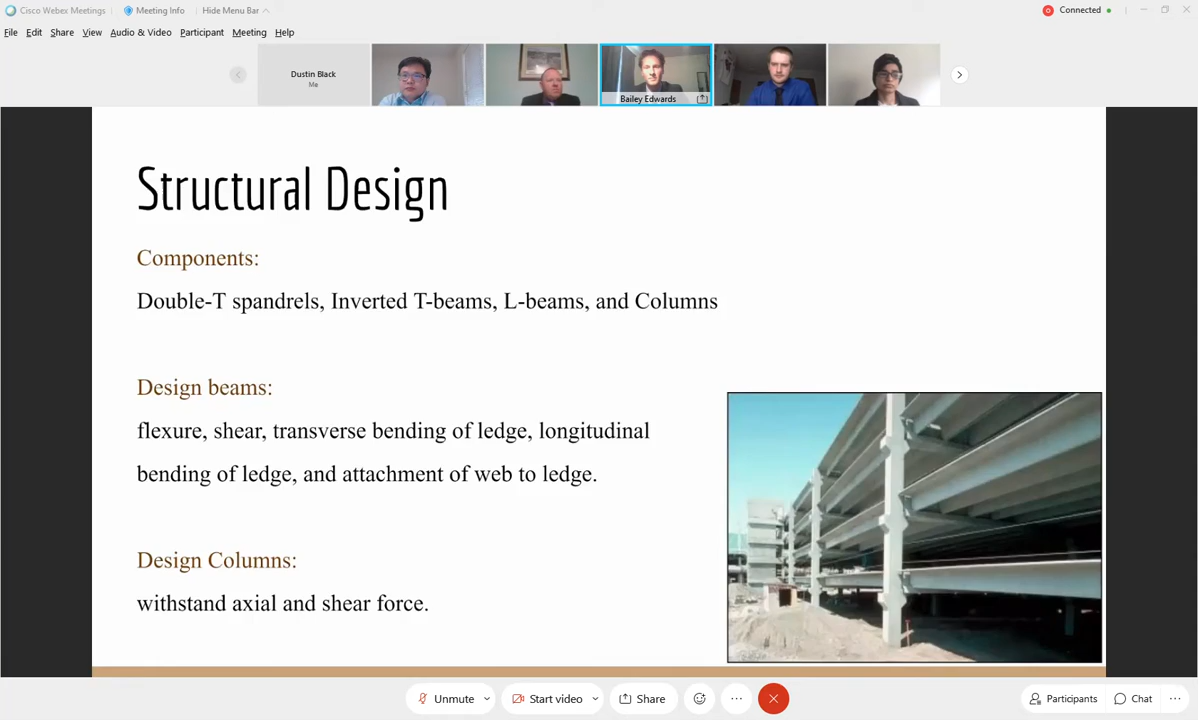 Cisco Webex Meetings
Meeting Info
Hide Menu Bar
Connected
File Edit Share View Audio & Video Participant Meeting Help
Dustin Black
Me
Bailey Edwards
Structural Design
Components:
Double-T spandrels, Inverted T-beams, L-beams, and Columns
Design beams:
flexure, shear, transverse bending of ledge, longitudinal
bending of ledge, and attachment of web to ledge.
Design Columns:
withstand axial and shear force.
Unmute
Start video
Share
Participants
Chat